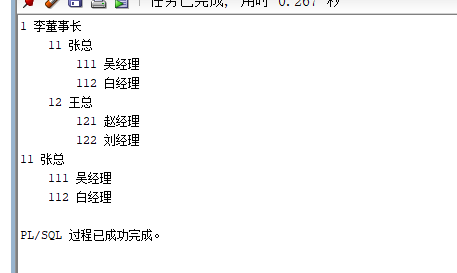 任务已完成, 用时 0.267 秒
1 李董事长
11 张总
111 吴经理
112 白经理
12 王总
121 赵经理
122 刘经理
11 张总
111 吴经理
112 白经理
PL/SQL 过程已成功完成。